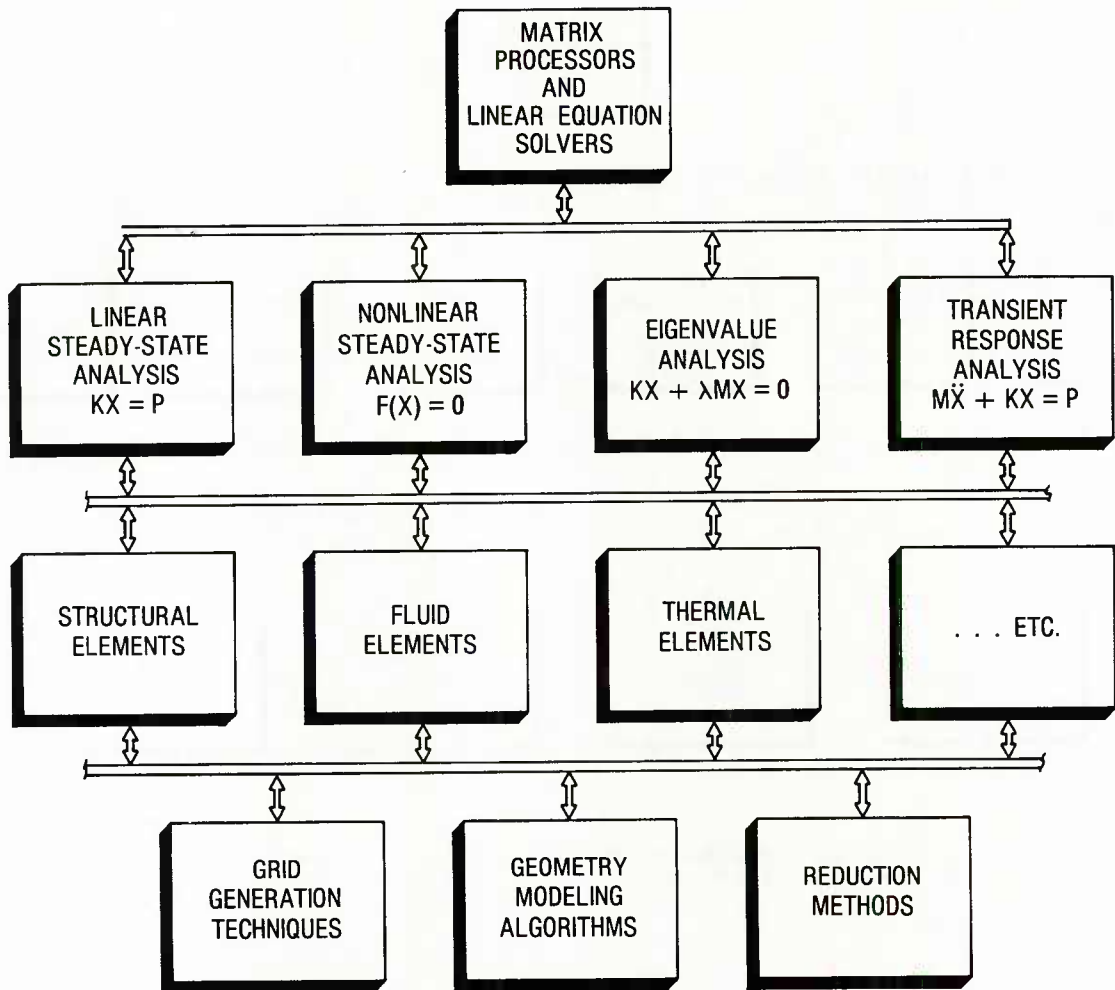 MATRIX
PROCESSORS
AND
LINEAR EQUATION
SOLVERS
LINEAR
STEADY-STATE
ANALYSIS
KX = P
NONLINEAR
STEADY-STATE
ANALYSIS
F(X) = 0
EIGENVALUE
ANALYSIS
KX + λMX = 0
TRANSIENT
RESPONSE
ANALYSIS
MẌ + KX = P
STRUCTURAL
ELEMENTS
FLUID
ELEMENTS
THERMAL
ELEMENTS
. . . ETC.
GRID
GENERATION
TECHNIQUES
GEOMETRY
MODELING
ALGORITHMS
REDUCTION
METHODS